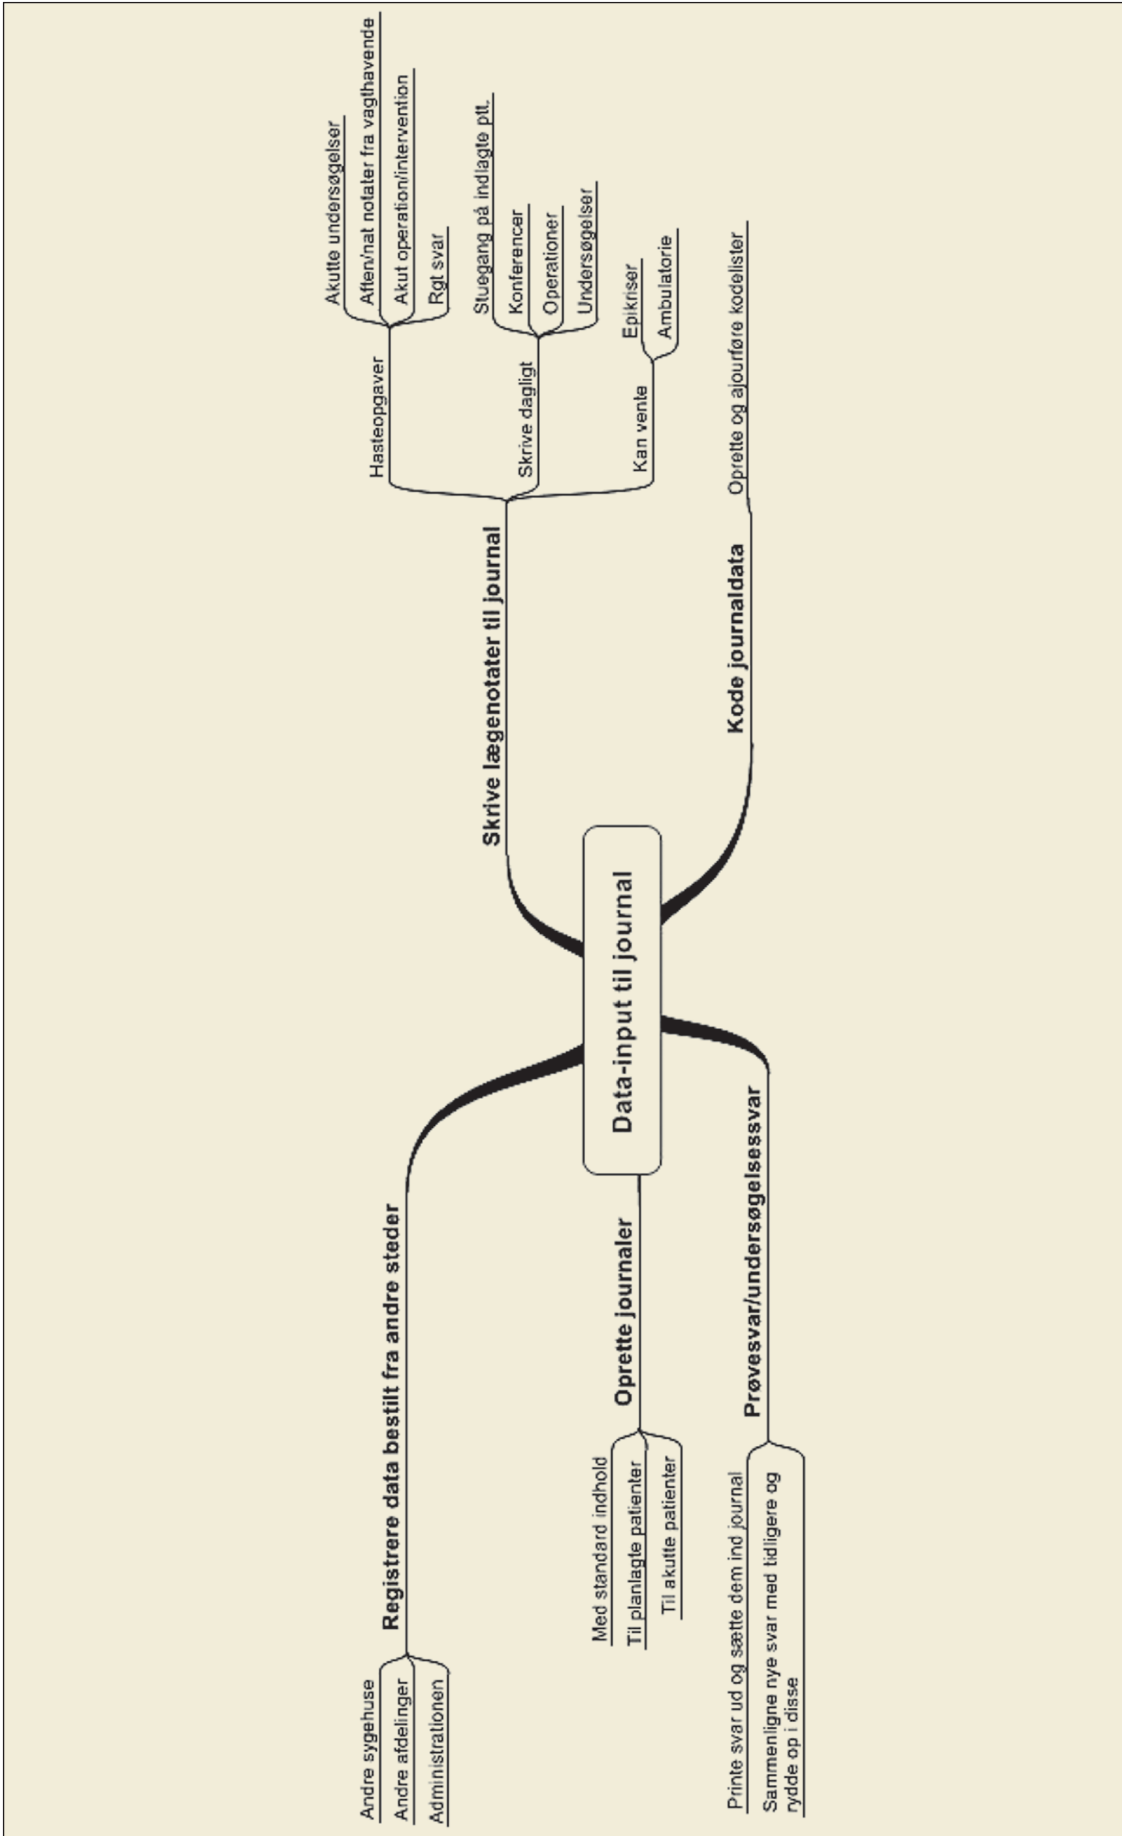 Data-input til journal
Registrere data bestilt fra andre steder
Andre sygehuse
Andre afdelinger
Administrationen
Oprette journaler
Med standard indhold
Til planlagte patienter
Til akutte patienter
Prøvesvar/undersøgelsessvar
Printe svar ud og sætte dem ind journal
Sammenligne nye svar med tidligere og
rydde op i disse
Skrive lægenotater til journal
Hasteopgaver
Akutte undersøgelser
Aften/nat notater fra vagthavende
Akut operation/intervention
Rgt svar
Skrive dagligt
Stuegang på indlagte ptt.
Konferencer
Operationer
Undersøgelser
Kan vente
Epikriser
Ambulatorie
Kode journaldata
Oprette og ajourføre kodelister